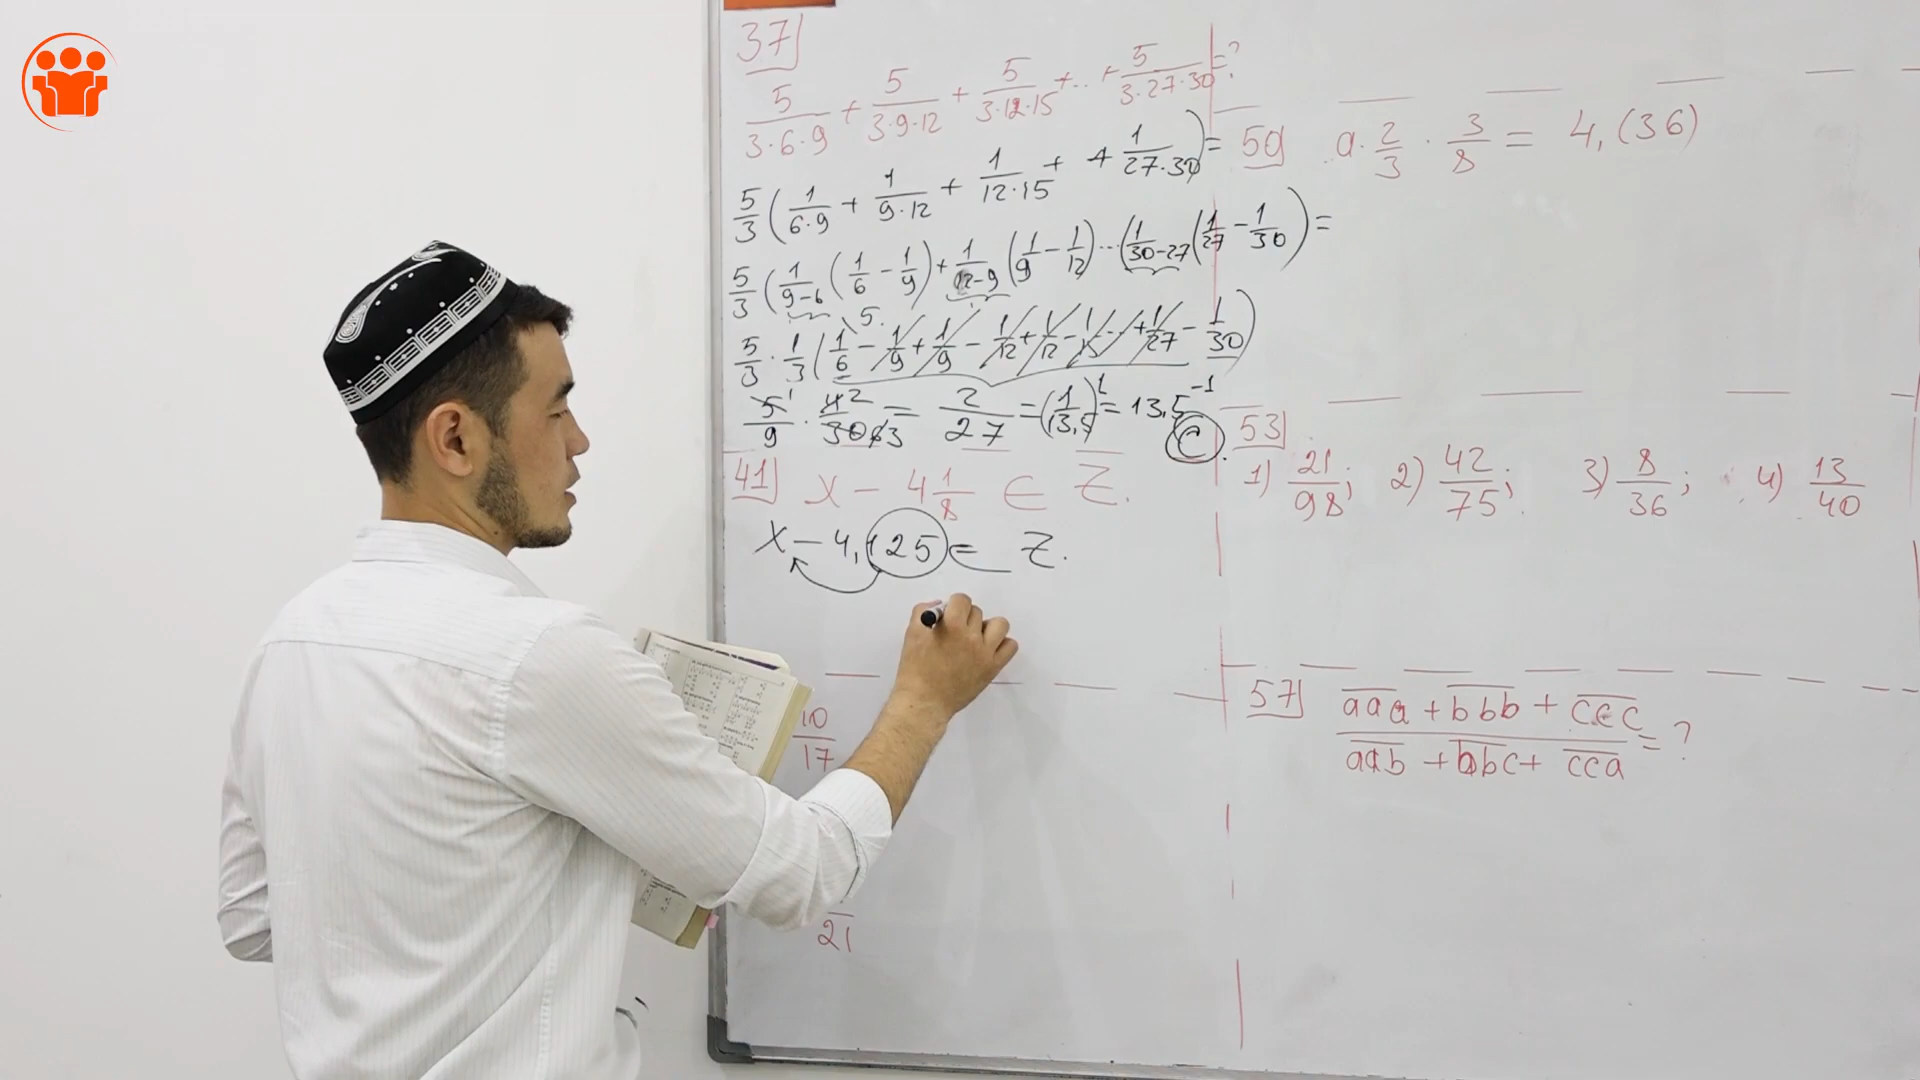 37)
5/(3·6·9) + 5/(3·9·12) + 5/(3·12·15) + .. + 5/(3·27·30) = ?
5/3 (1/(6·9) + 1/(9·12) + 1/(12·15) + + 1/(27·30)) =
5/3 (1/(9-6) (1/6 - 1/9) + 1/(12-9) (1/9 - 1/12) ... (1/(30-27) (1/27 - 1/30)) =
5/3 · 1/3 (1/6 - 1/9 + 1/9 - 1/12 + 1/12 - 1/15 - + 1/27 - 1/30)
= 2/27 = (1/13,5)^1 = 13,5^-1 C.
41) x - 4 1/8 ∈ Z.
x - 4,125 = Z.
10/17
21
50) a · 2/3 · 3/8 = 4,(36)
53)
1) 21/98; 2) 42/75; 3) 8/36; 4) 13/40
57) (aaa + bbb + ccc)/(aab + bbc + cca) = ?